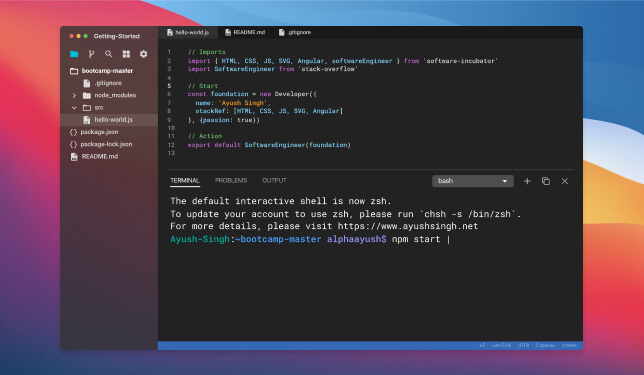 Getting-Started
bootcamp-master
.gitignore
node_modules
src
hello-world.js
package.json
package-lock.json
README.md
hello-world.js README.md .gitignore
1 // Imports
2 import { HTML, CSS, JS, SVG, Angular, softwareEngineer } from 'software-incubator'
3 import SoftwareEngineer from 'stack-overflow'
4
5 // Start
6 const foundation = new Developer({
7 name: 'Ayush Singh',
8 stackRef: [HTML, CSS, JS, SVG, Angular]
9 }, {passion: true})
10
11 // Action
12 export default SoftwareEngineer(foundation)
13
TERMINAL PROBLEMS OUTPUT bash
The default interactive shell is now zsh.
To update your account to use zsh, please run `chsh -s /bin/zsh`.
For more details, please visit https://www.ayushsingh.net
Ayush-Singh:~bootcamp-master alphaayush$ npm start |
LF UTF8 2 spaces